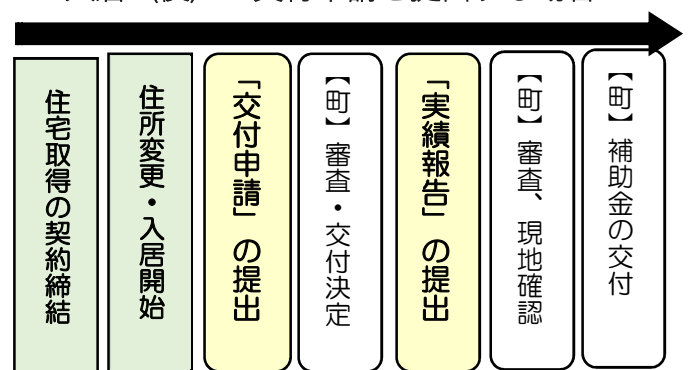 住宅取得の契約締結
住所変更・入居開始
「交付申請」の提出
【町】審査・交付決定
「実績報告」の提出
【町】審査、現地確認
【町】補助金の交付